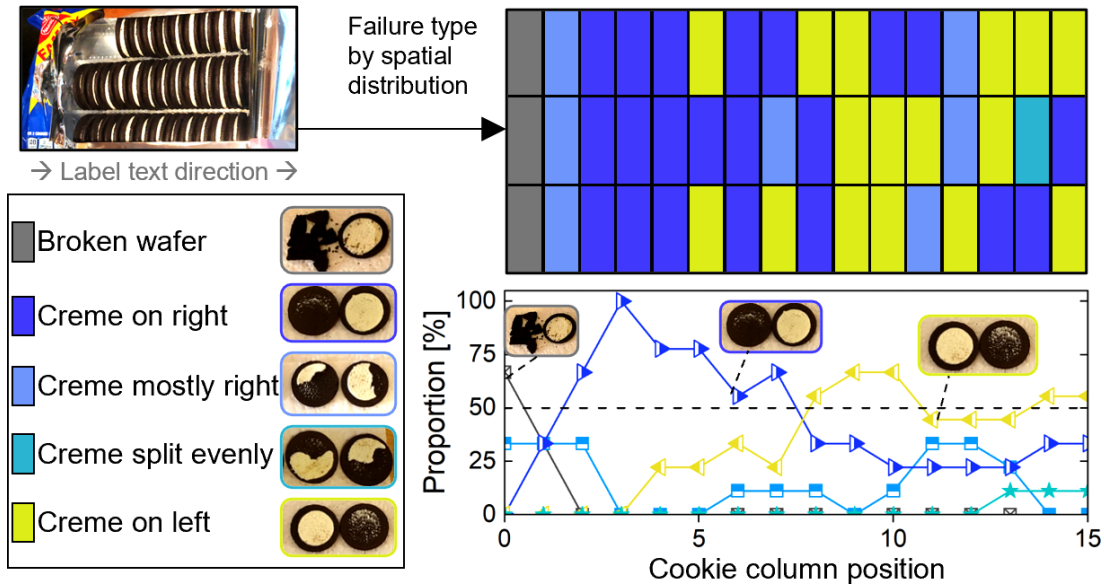 Failure type
by spatial
distribution
→ Label text direction →
Broken wafer
Creme on right
Creme mostly right
Creme split evenly
Creme on left
Proportion [%]
100
75
50
25
0
0 5 10 15
Cookie column position